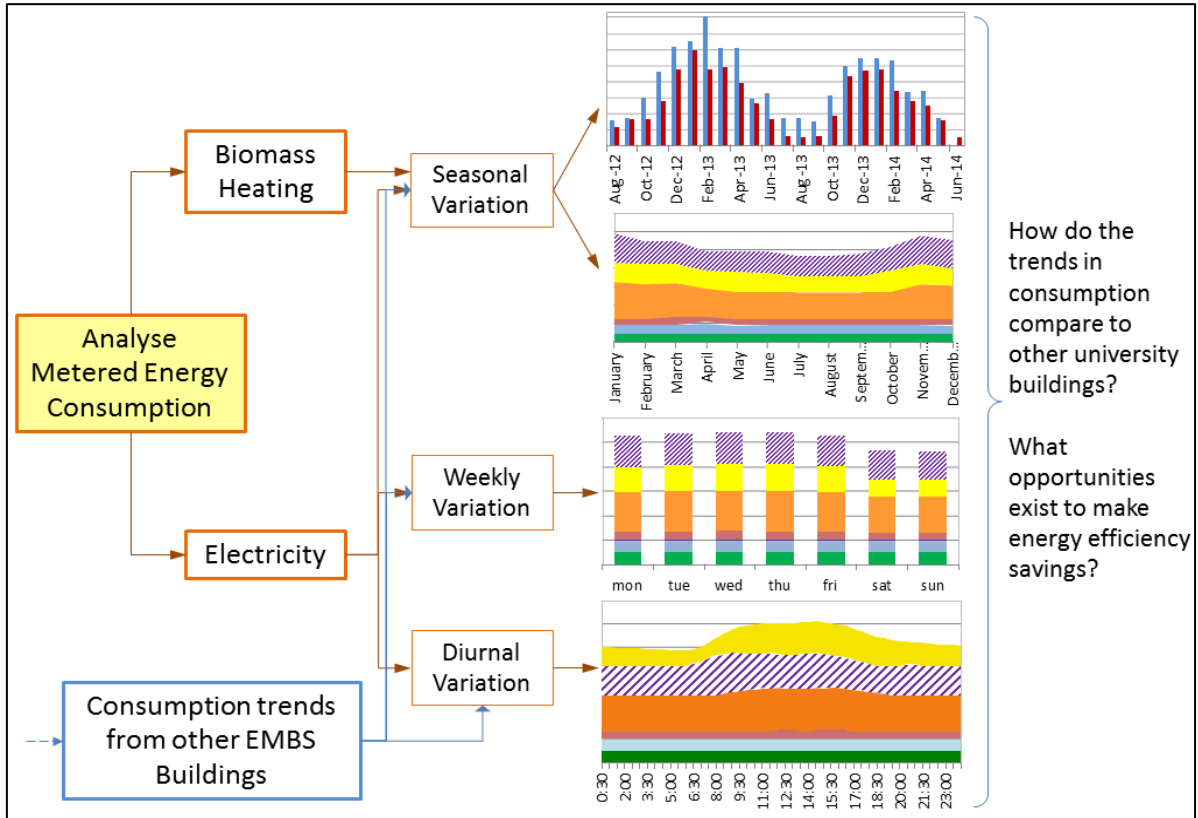 Analyse
Metered Energy
Consumption
Biomass
Heating
Electricity
Consumption trends
from other EMBS
Buildings
Seasonal
Variation
Weekly
Variation
Diurnal
Variation
Aug-12
Oct-12
Dec-12
Feb-13
Apr-13
Jun-13
Aug-13
Oct-13
Dec-13
Feb-14
Apr-14
Jun-14
January
February
March
April
May
June
July
August
Septem...
October
Novem...
Decemb...
mon tue wed thu fri sat sun
0:30
2:00
3:30
5:00
6:30
8:00
9:30
11:00
12:30
14:00
15:30
17:00
18:30
20:00
21:30
23:00
How do the
trends in
consumption
compare to
other university
buildings?
What
opportunities
exist to make
energy efficiency
savings?